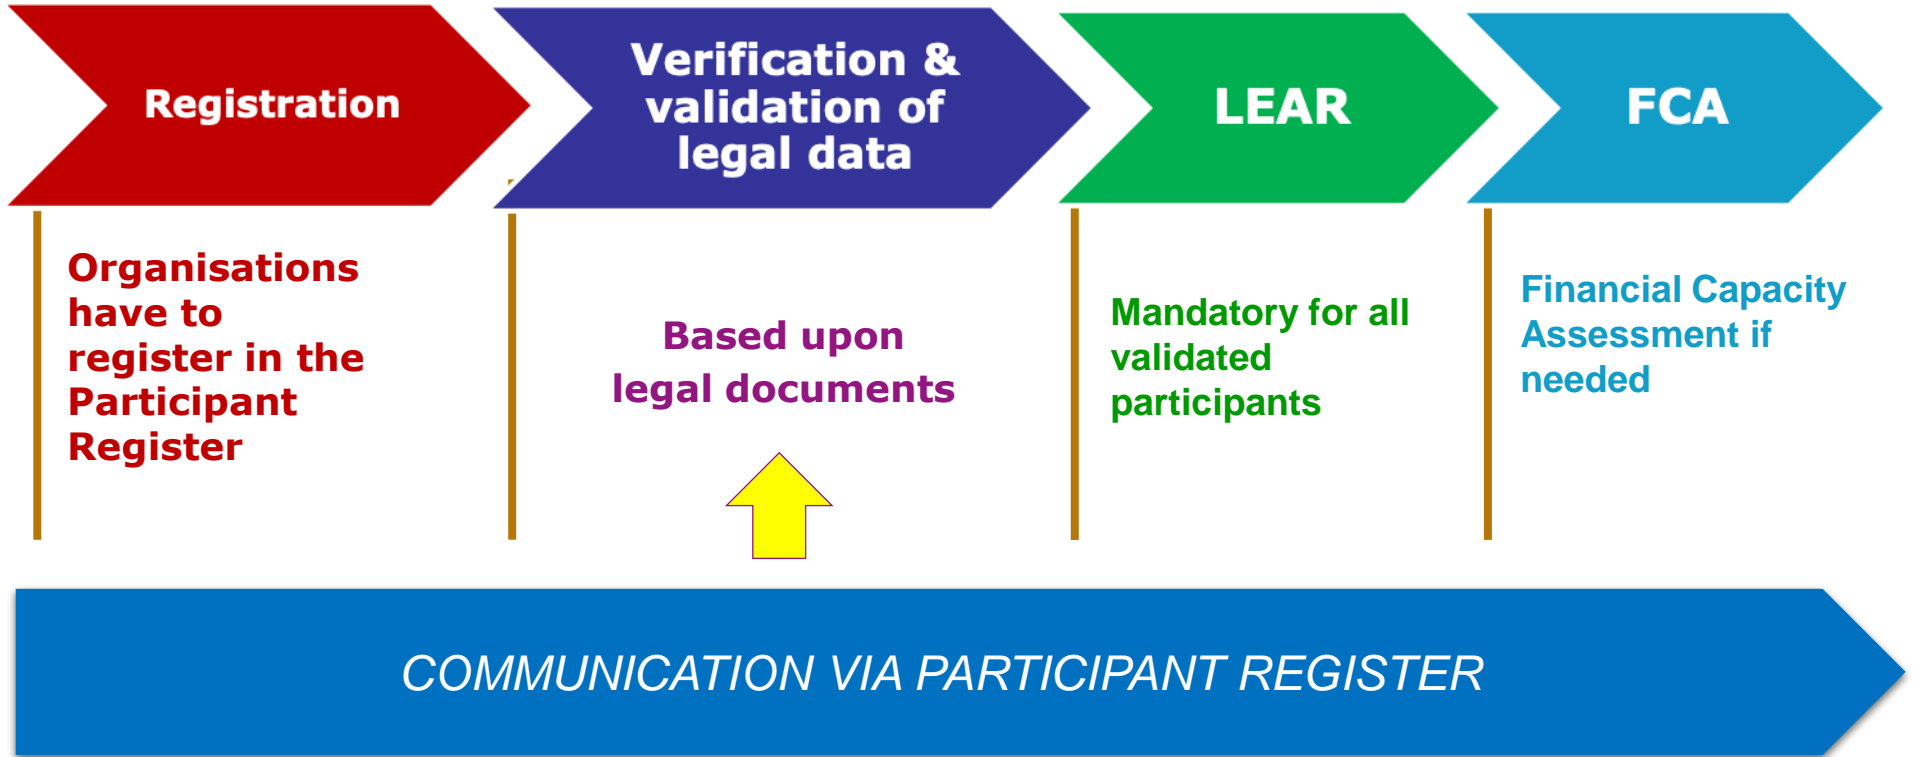 Registration
Verification &
validation of
legal data
LEAR
FCA
Organisations
have to
register in the
Participant
Register
Based upon
legal documents
Mandatory for all
validated
participants
Financial Capacity
Assessment if
needed
COMMUNICATION VIA PARTICIPANT REGISTER